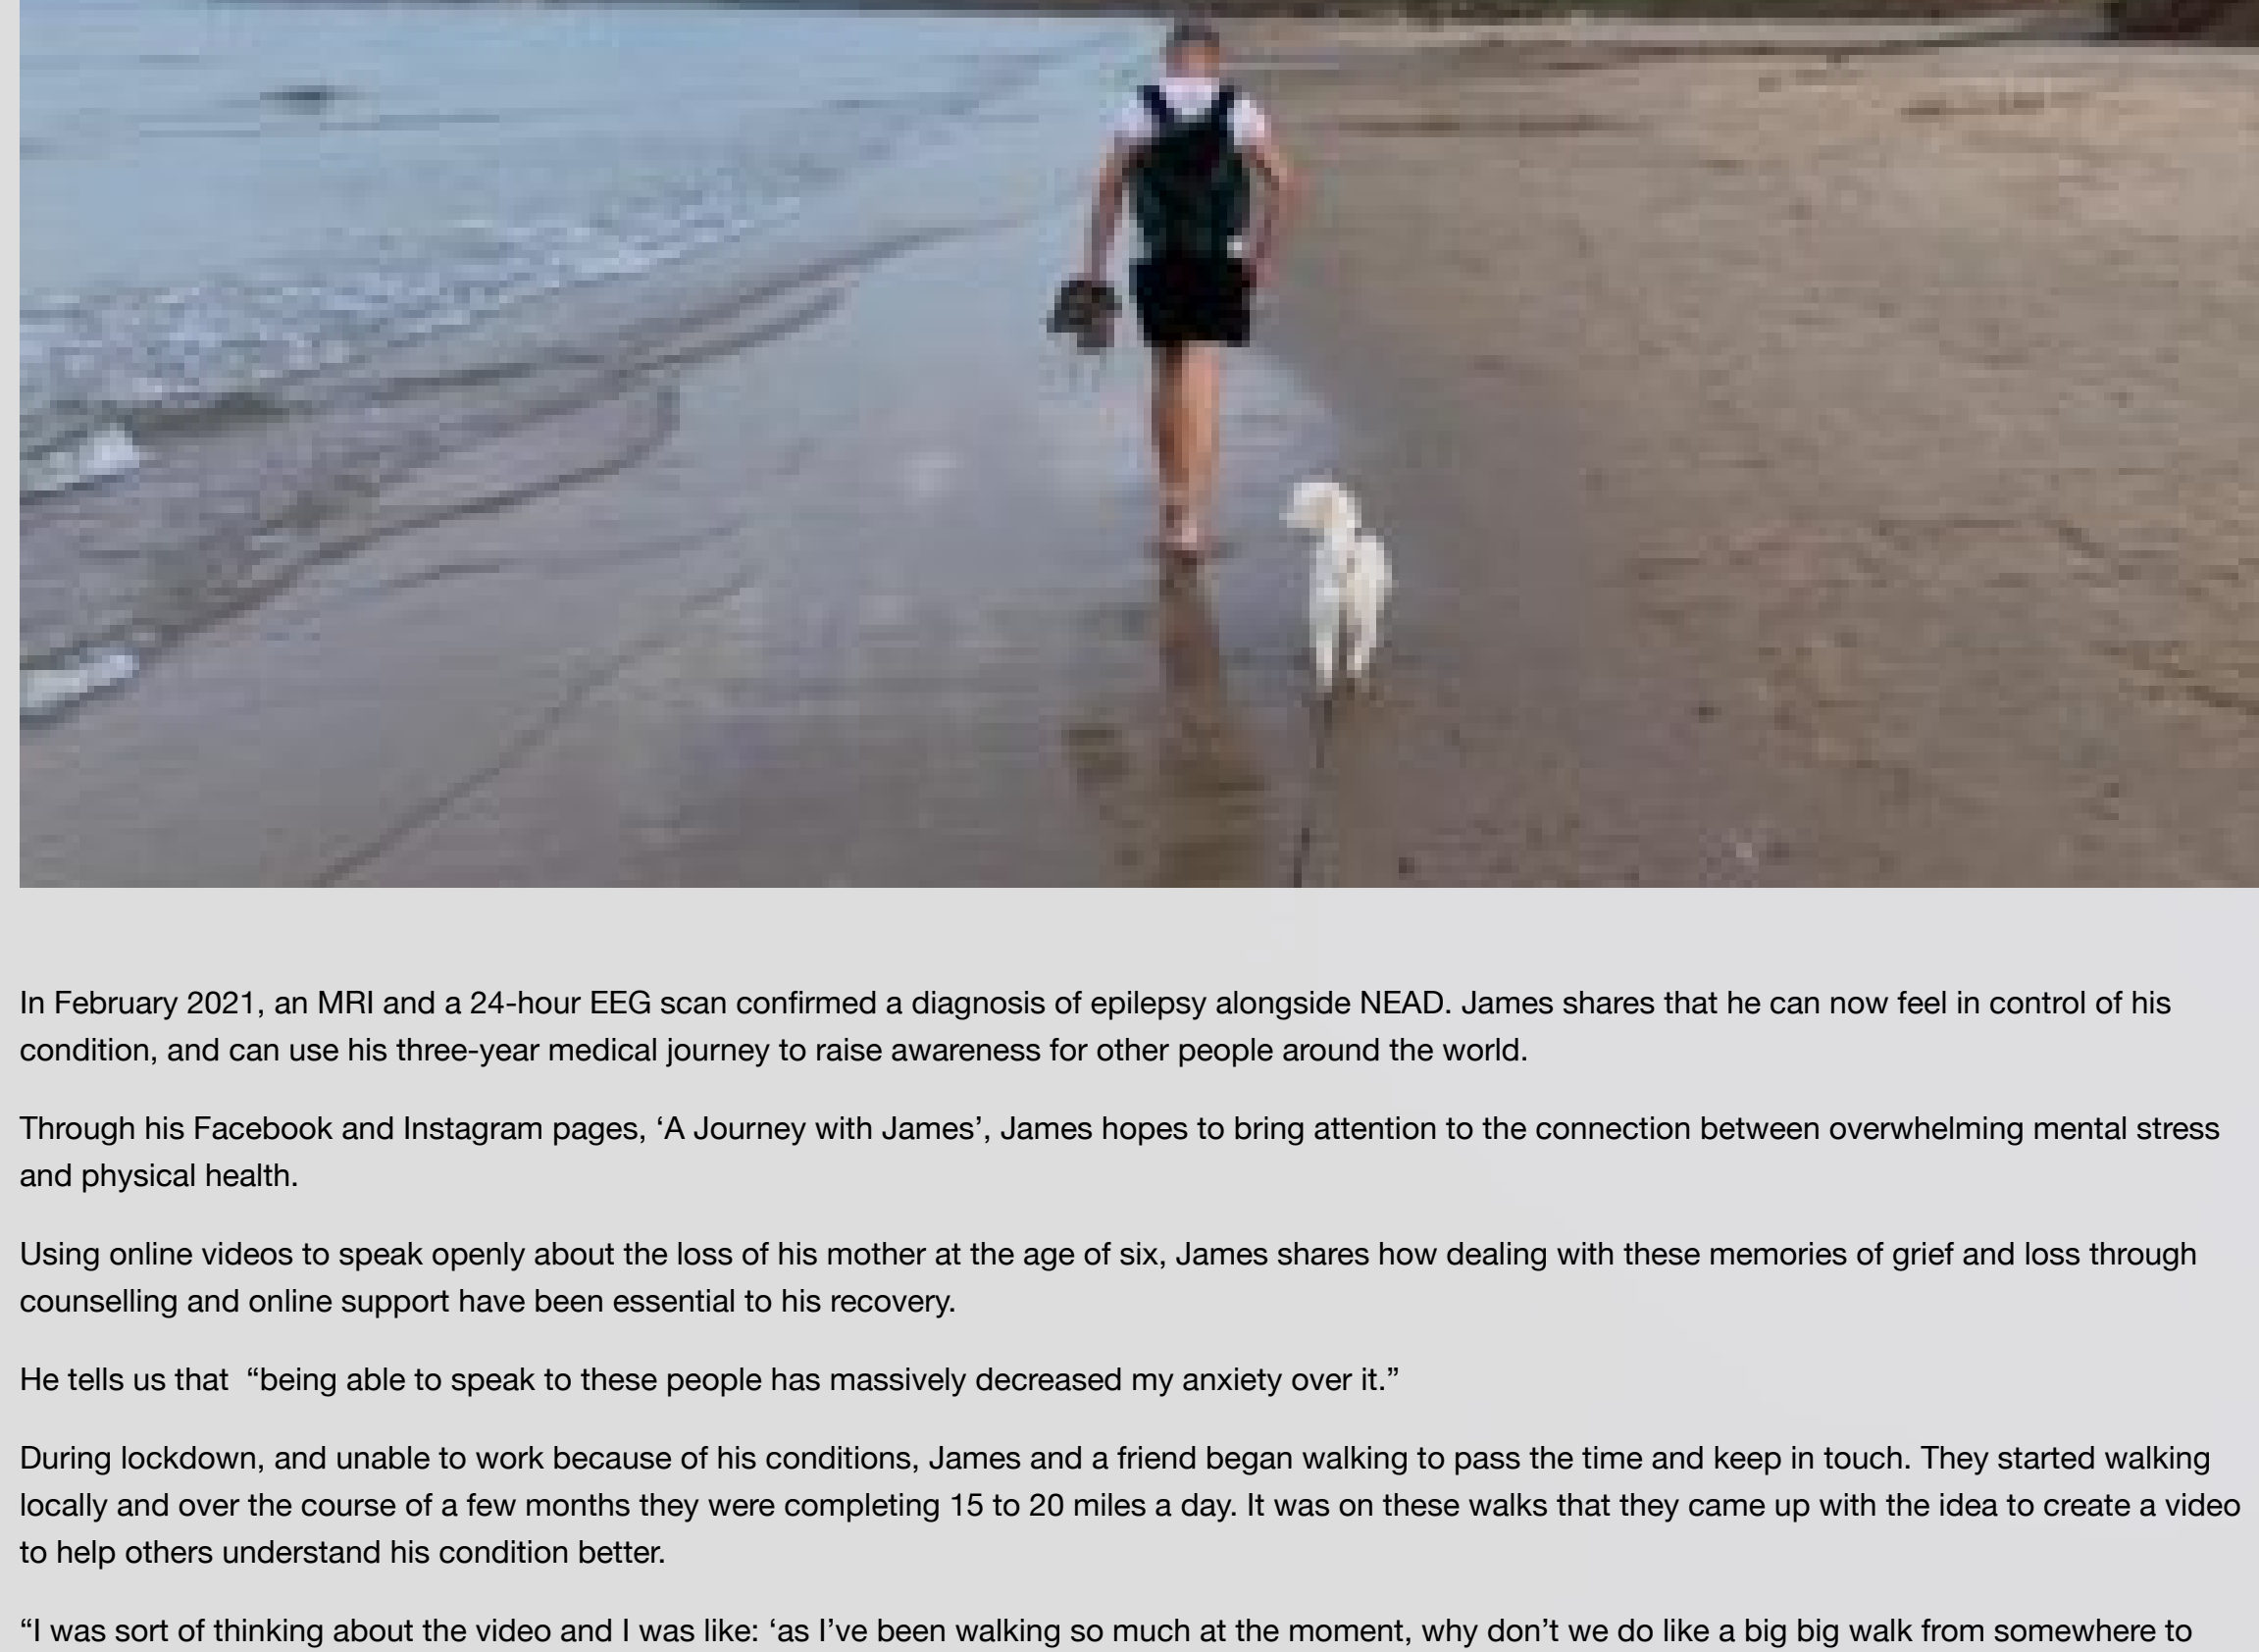 In February 2021, an MRI and a 24-hour EEG scan confirmed a diagnosis of epilepsy alongside NEAD. James shares that he can now feel in control of his
condition, and can use his three-year medical journey to raise awareness for other people around the world.
Through his Facebook and Instagram pages, ‘A Journey with James’, James hopes to bring attention to the connection between overwhelming mental stress
and physical health.
Using online videos to speak openly about the loss of his mother at the age of six, James shares how dealing with these memories of grief and loss through
counselling and online support have been essential to his recovery.
He tells us that  “being able to speak to these people has massively decreased my anxiety over it.”
During lockdown, and unable to work because of his conditions, James and a friend began walking to pass the time and keep in touch. They started walking
locally and over the course of a few months they were completing 15 to 20 miles a day. It was on these walks that they came up with the idea to create a video
to help others understand his condition better.
“I was sort of thinking about the video and I was like: ‘as I’ve been walking so much at the moment, why don’t we do like a big big walk from somewhere to